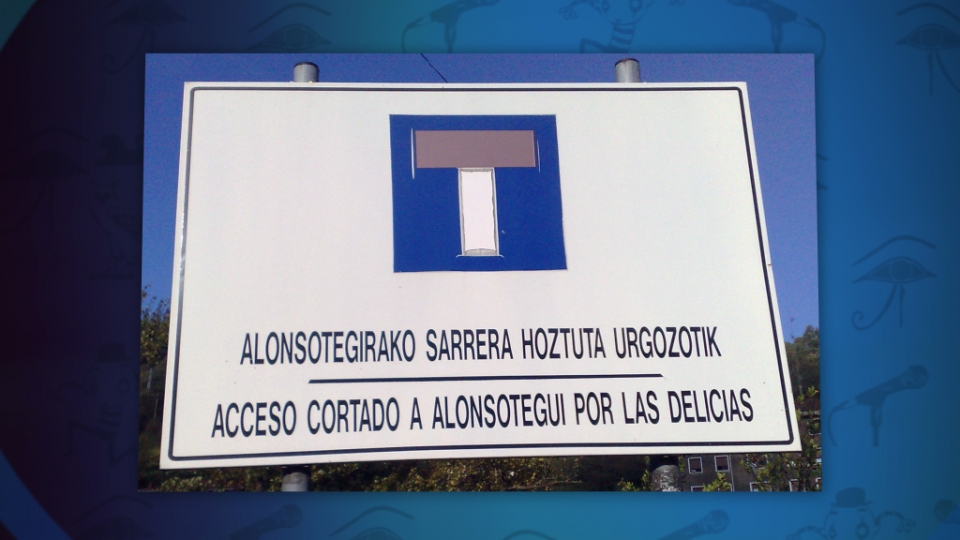 ALONSOTEGIRAKO SARRERA HOZTUTA URGOZOTIK
ACCESO CORTADO A ALONSOTEGUI POR LAS DELICIAS